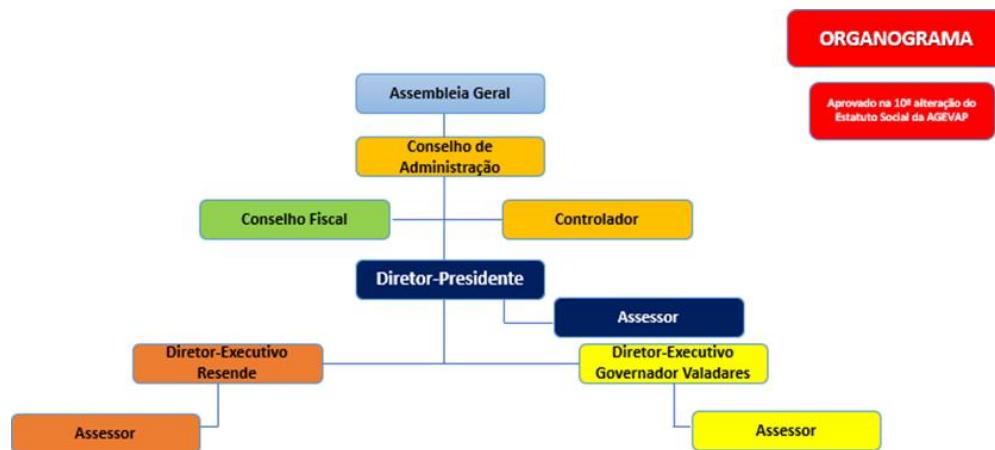 ORGANOGRAMA
Aprovado na 10ª alteração do
Estatuto Social da AGEVAP
Assembleia Geral
Conselho de
Administração
Conselho Fiscal
Controlador
Diretor-Presidente
Assessor
Diretor-Executivo
Resende
Diretor-Executivo
Governador Valadares
Assessor
Assessor